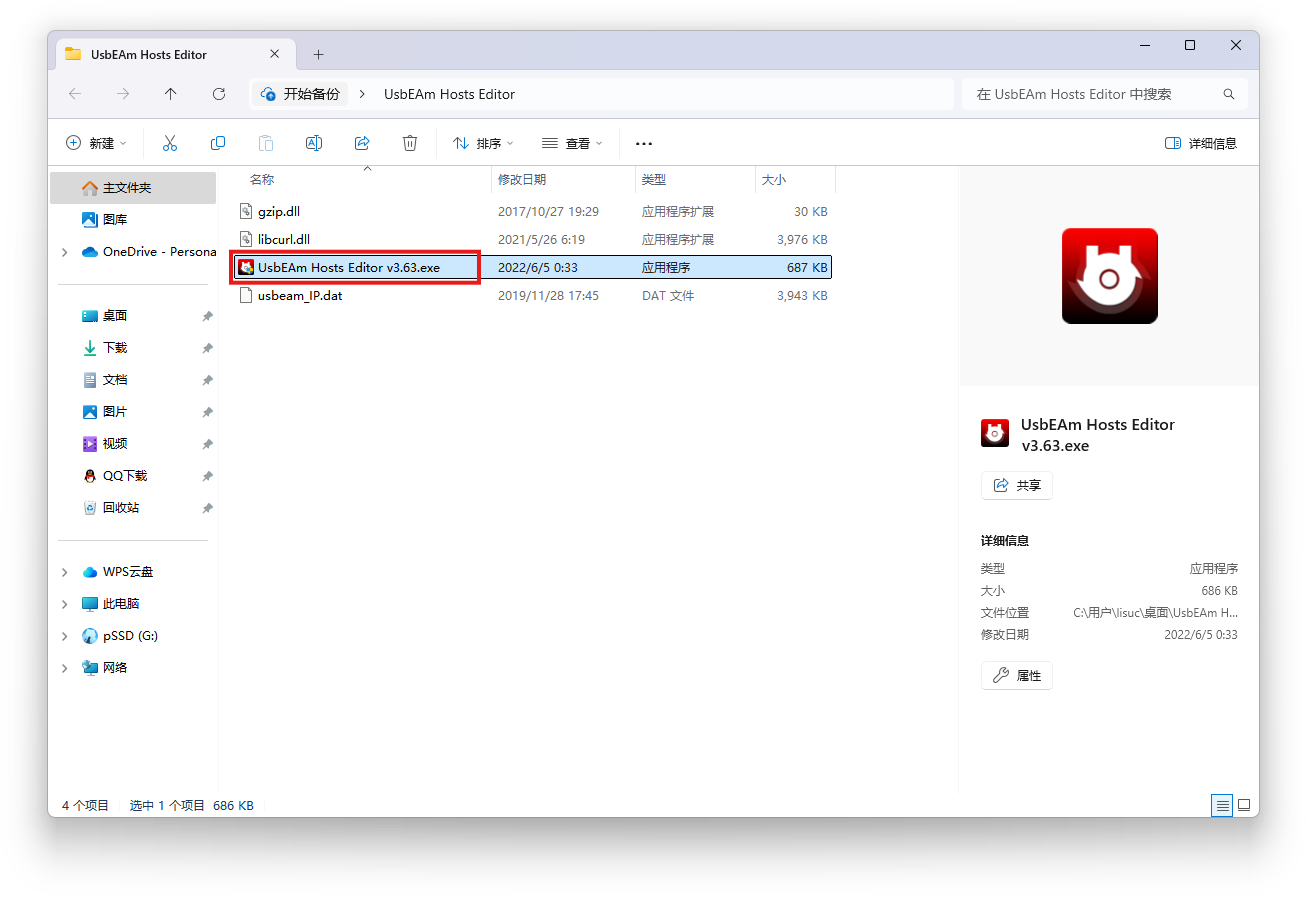 UsbEAm Hosts Editor
开始备份
UsbEAm Hosts Editor
在 UsbEAm Hosts Editor 中搜索
新建
排序
查看
详细信息
主文件夹
图库
OneDrive - Persona
桌面
下载
文档
图片
视频
QQ下载
回收站
WPS云盘
此电脑
pSSD (G:)
网络
名称 修改日期 类型 大小
gzip.dll 2017/10/27 19:29 应用程序扩展 30 KB
libcurl.dll 2021/5/26 6:19 应用程序扩展 3,976 KB
UsbEAm Hosts Editor v3.63.exe 2022/6/5 0:33 应用程序 687 KB
usbeam_IP.dat 2019/11/28 17:45 DAT 文件 3,943 KB
UsbEAm Hosts Editor
v3.63.exe
共享
详细信息
类型 应用程序
大小 686 KB
文件位置 C:\用户\lisuc\桌面\UsbEAm H...
修改日期 2022/6/5 0:33
属性
4 个项目 选中 1 个项目 686 KB